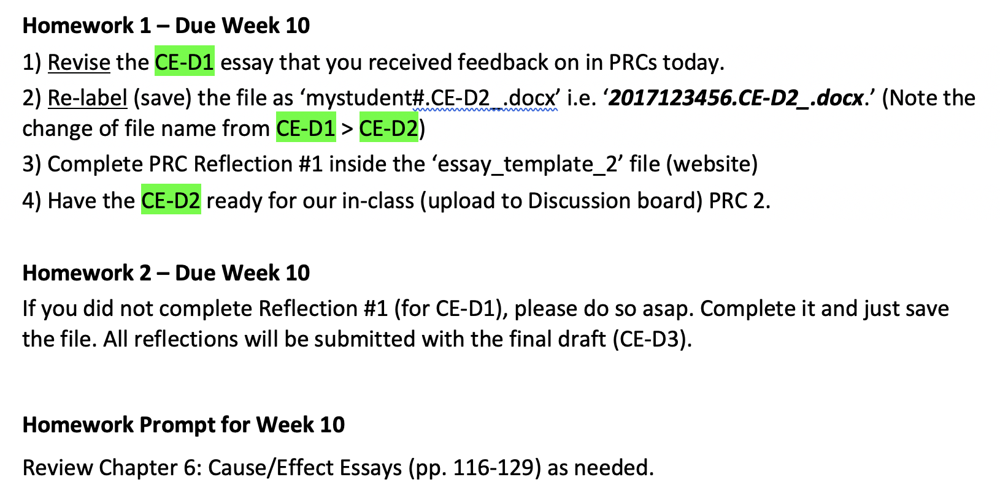 Homework 1 – Due Week 10
1) Revise the CE-D1 essay that you received feedback on in PRCs today.
2) Re-label (save) the file as ‘mystudent#.CE-D2_.docx’ i.e. ‘2017123456.CE-D2_.docx.’ (Note the
change of file name from CE-D1 > CE-D2)
3) Complete PRC Reflection #1 inside the ‘essay_template_2’ file (website)
4) Have the CE-D2 ready for our in-class (upload to Discussion board) PRC 2.
Homework 2 – Due Week 10
If you did not complete Reflection #1 (for CE-D1), please do so asap. Complete it and just save
the file. All reflections will be submitted with the final draft (CE-D3).
Homework Prompt for Week 10
Review Chapter 6: Cause/Effect Essays (pp. 116-129) as needed.